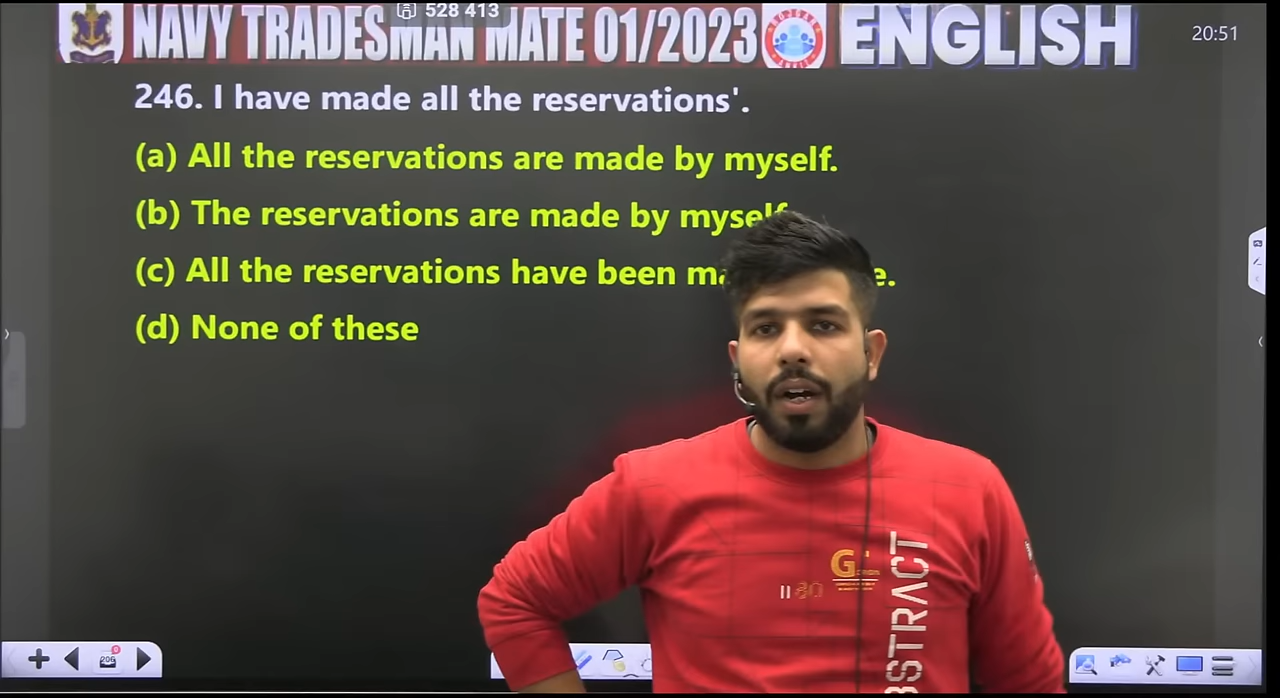 528 413
NAVY TRADESMAN MATE 01/2023 ENGLISH
20:51
246. I have made all the reservations'.
(a) All the reservations are made by myself.
(b) The reservations are made by myself
(c) All the reservations have been e.
(d) None of these
G
ABSTRACT
206